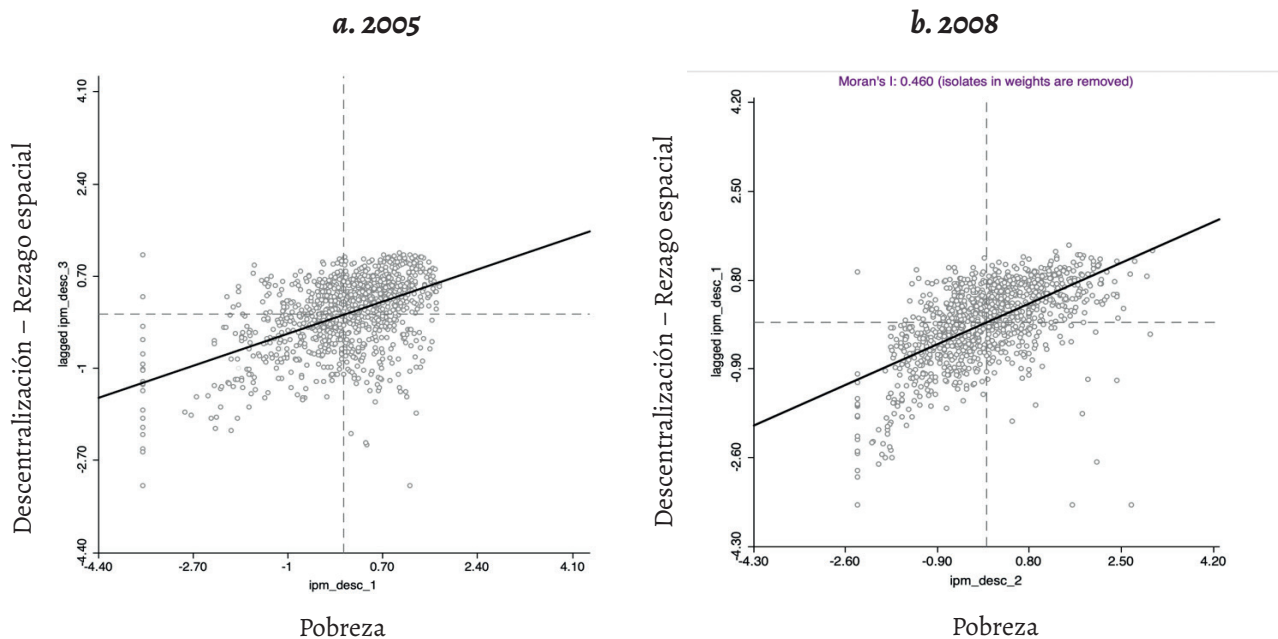 a. 2005
Descentralización – Rezago espacial
lagged ipm_desc_3
4.10
2.40
0.70
-1
-2.70
-4.40
-4.40 -2.70 -1 0.70 2.40 4.10
ipm_desc_1
Pobreza
b. 2008
Moran's I: 0.460 (isolates in weights are removed)
Descentralización – Rezago espacial
lagged ipm_desc_1
4.20
2.50
0.80
-0.90
-2.60
-4.30
-4.30 -2.60 -0.90 0.80 2.50 4.20
ipm_desc_2
Pobreza